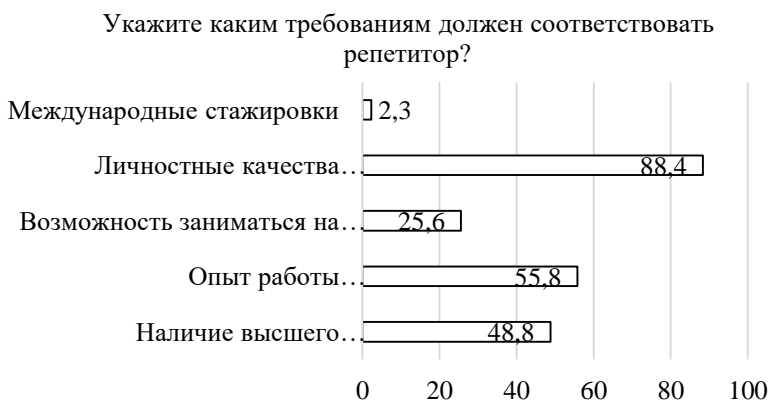 Укажите каким требованиям должен соответствовать
репетитор?
Международные стажировки 2,3
Личностные качества… 88,4
Возможность заниматься на… 25,6
Опыт работы… 55,8
Наличие высшего… 48,8
0 20 40 60 80 100